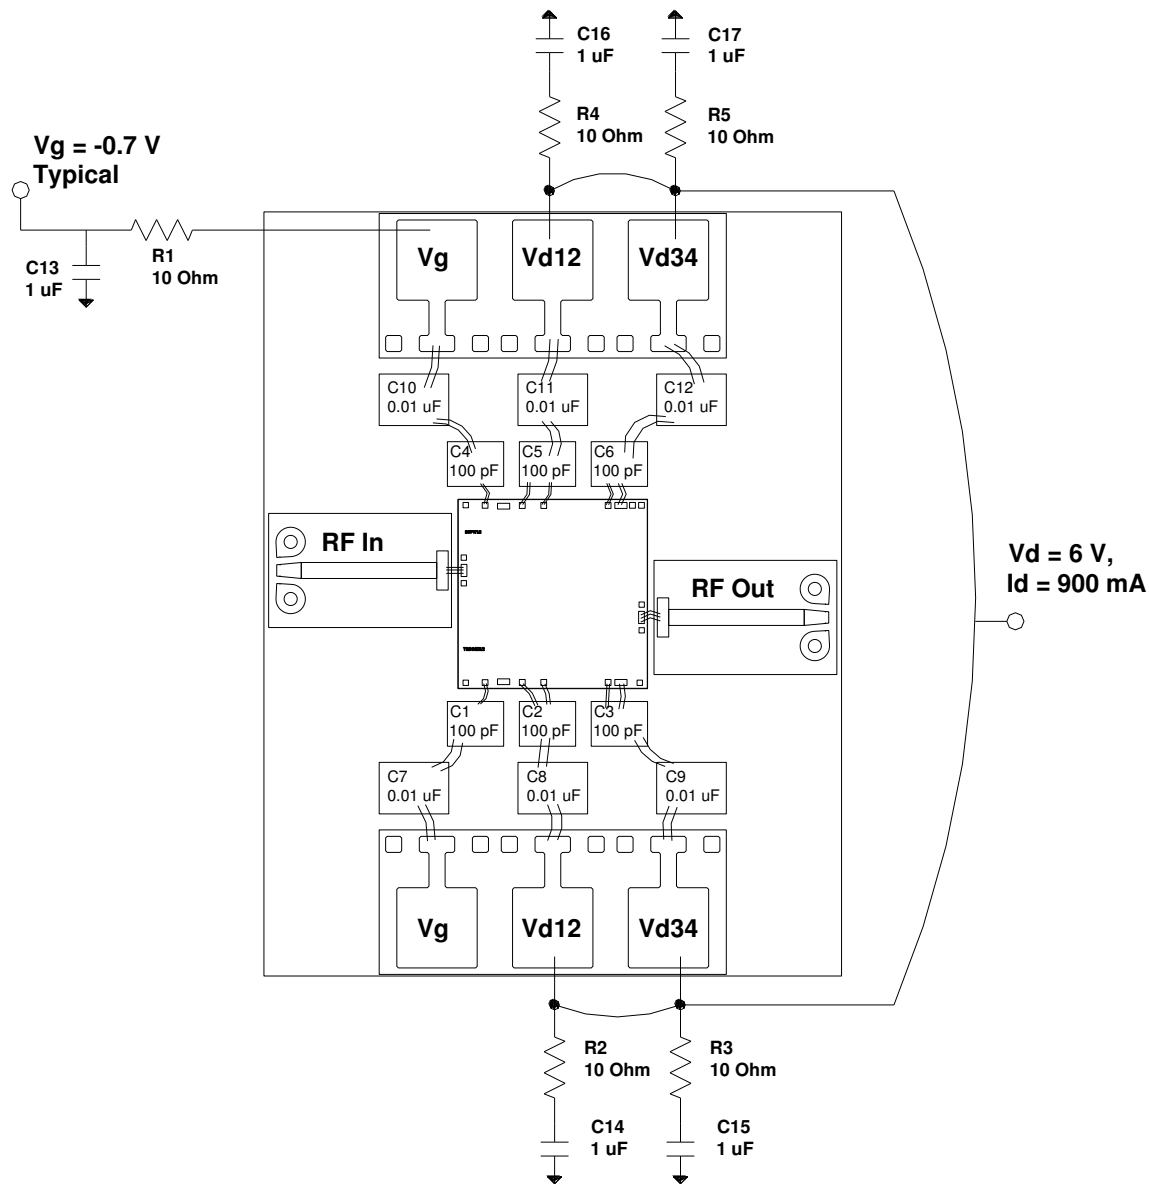 C16
1 uF
C17
1 uF
R4
10 Ohm
R5
10 Ohm
Vg = -0.7 V
Typical
C13
1 uF
R1
10 Ohm
Vg
Vd12
Vd34
C10
0.01 uF
C11
0.01 uF
C12
0.01 uF
C4
100 pF
C5
100 pF
C6
100 pF
RF In
RF Out
Vd = 6 V,
Id = 900 mA
C1
100 pF
C2
100 pF
C3
100 pF
C7
0.01 uF
C8
0.01 uF
C9
0.01 uF
Vg
Vd12
Vd34
R2
10 Ohm
R3
10 Ohm
C14
1 uF
C15
1 uF